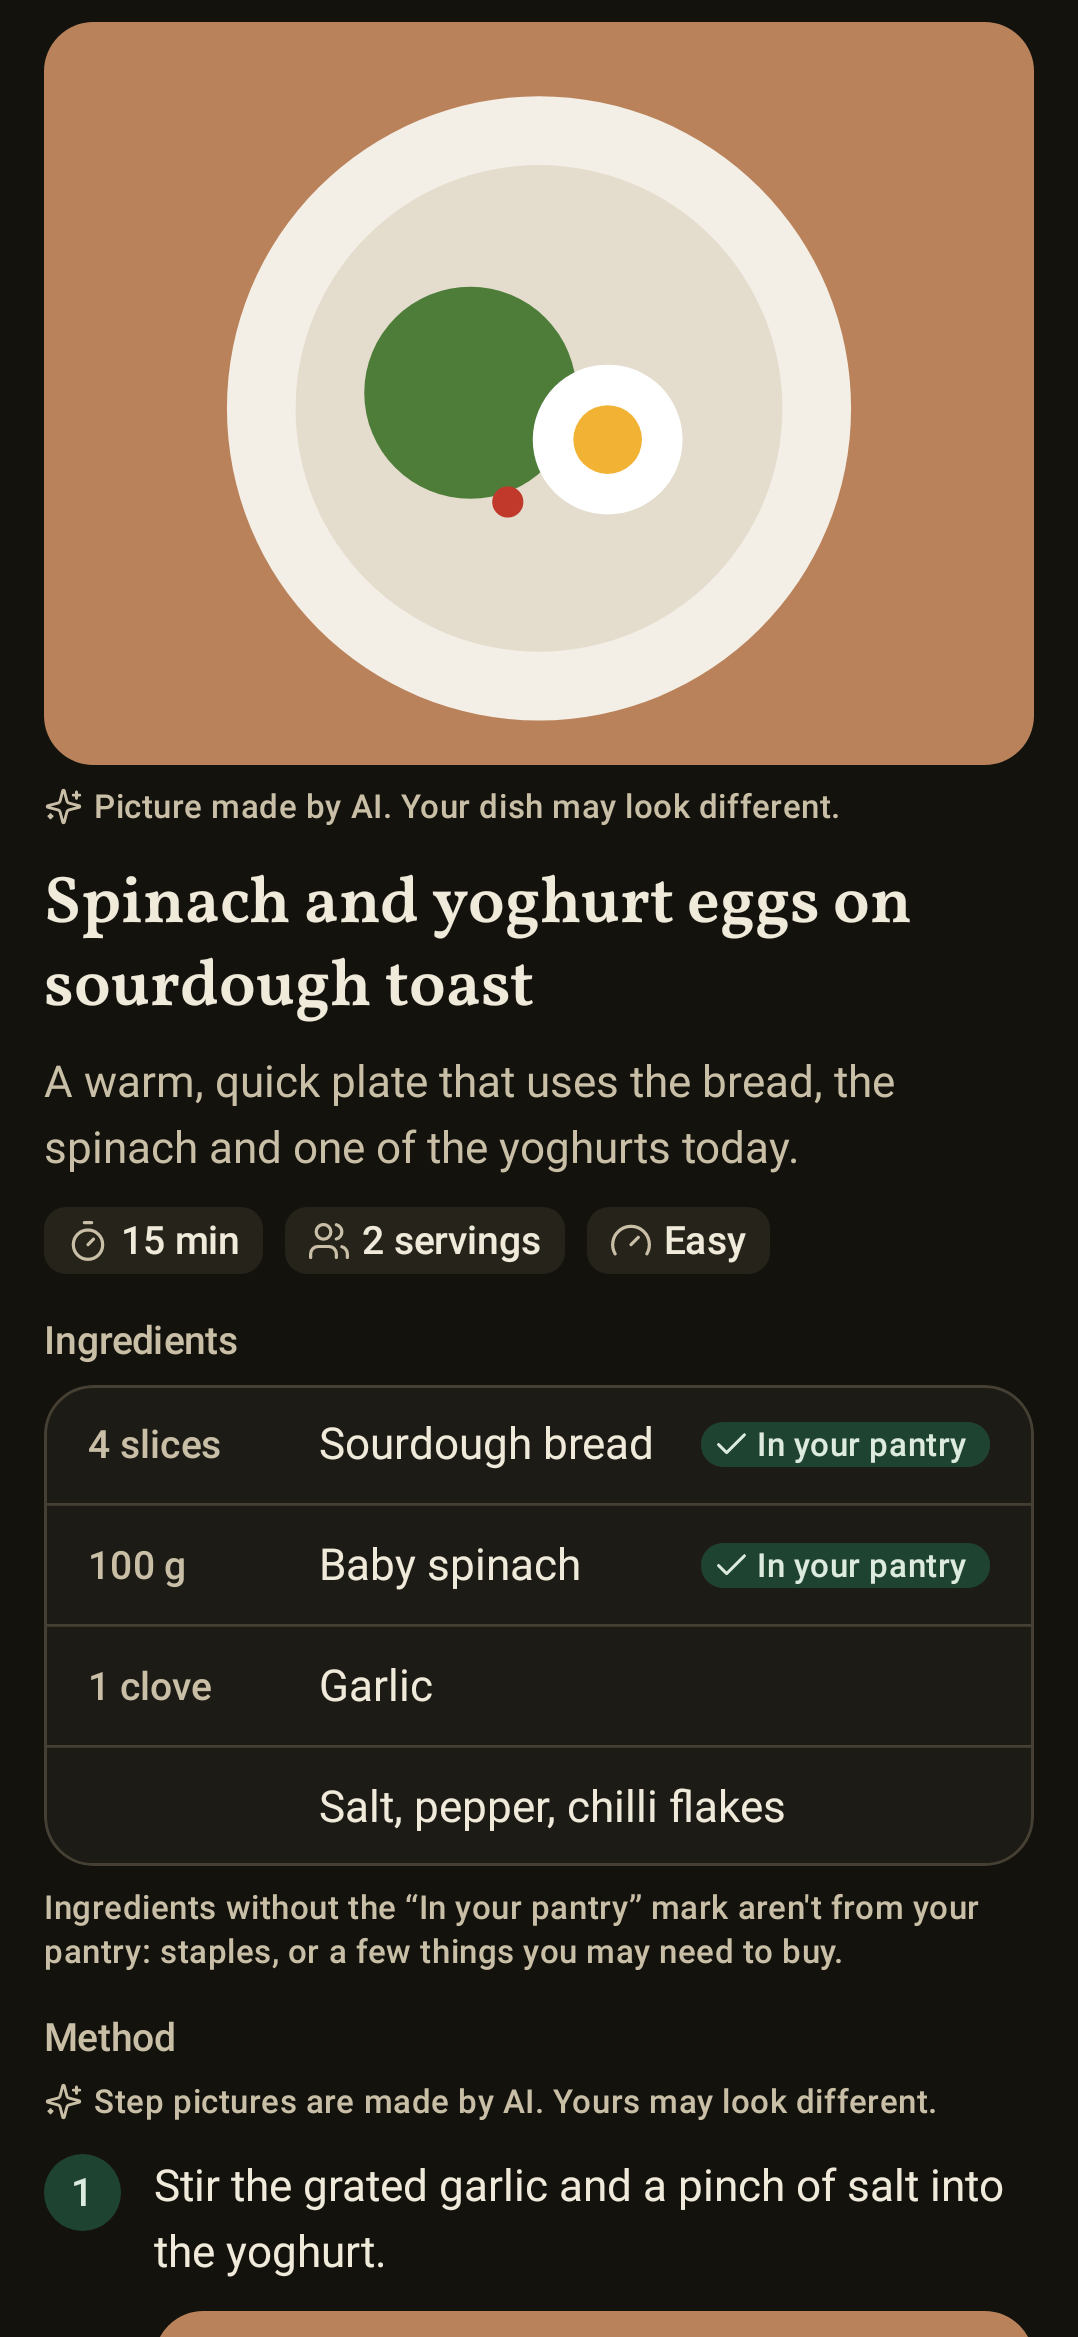 Picture made by AI. Your dish may look different.
Spinach and yoghurt eggs on
sourdough toast
A warm, quick plate that uses the bread, the
spinach and one of the yoghurts today.
15 min
2 servings
Easy
Ingredients
4 slices Sourdough bread In your pantry
100 g Baby spinach In your pantry
1 clove Garlic
Salt, pepper, chilli flakes
Ingredients without the “In your pantry” mark aren't from your
pantry: staples, or a few things you may need to buy.
Method
Step pictures are made by AI. Yours may look different.
1 Stir the grated garlic and a pinch of salt into
the yoghurt.